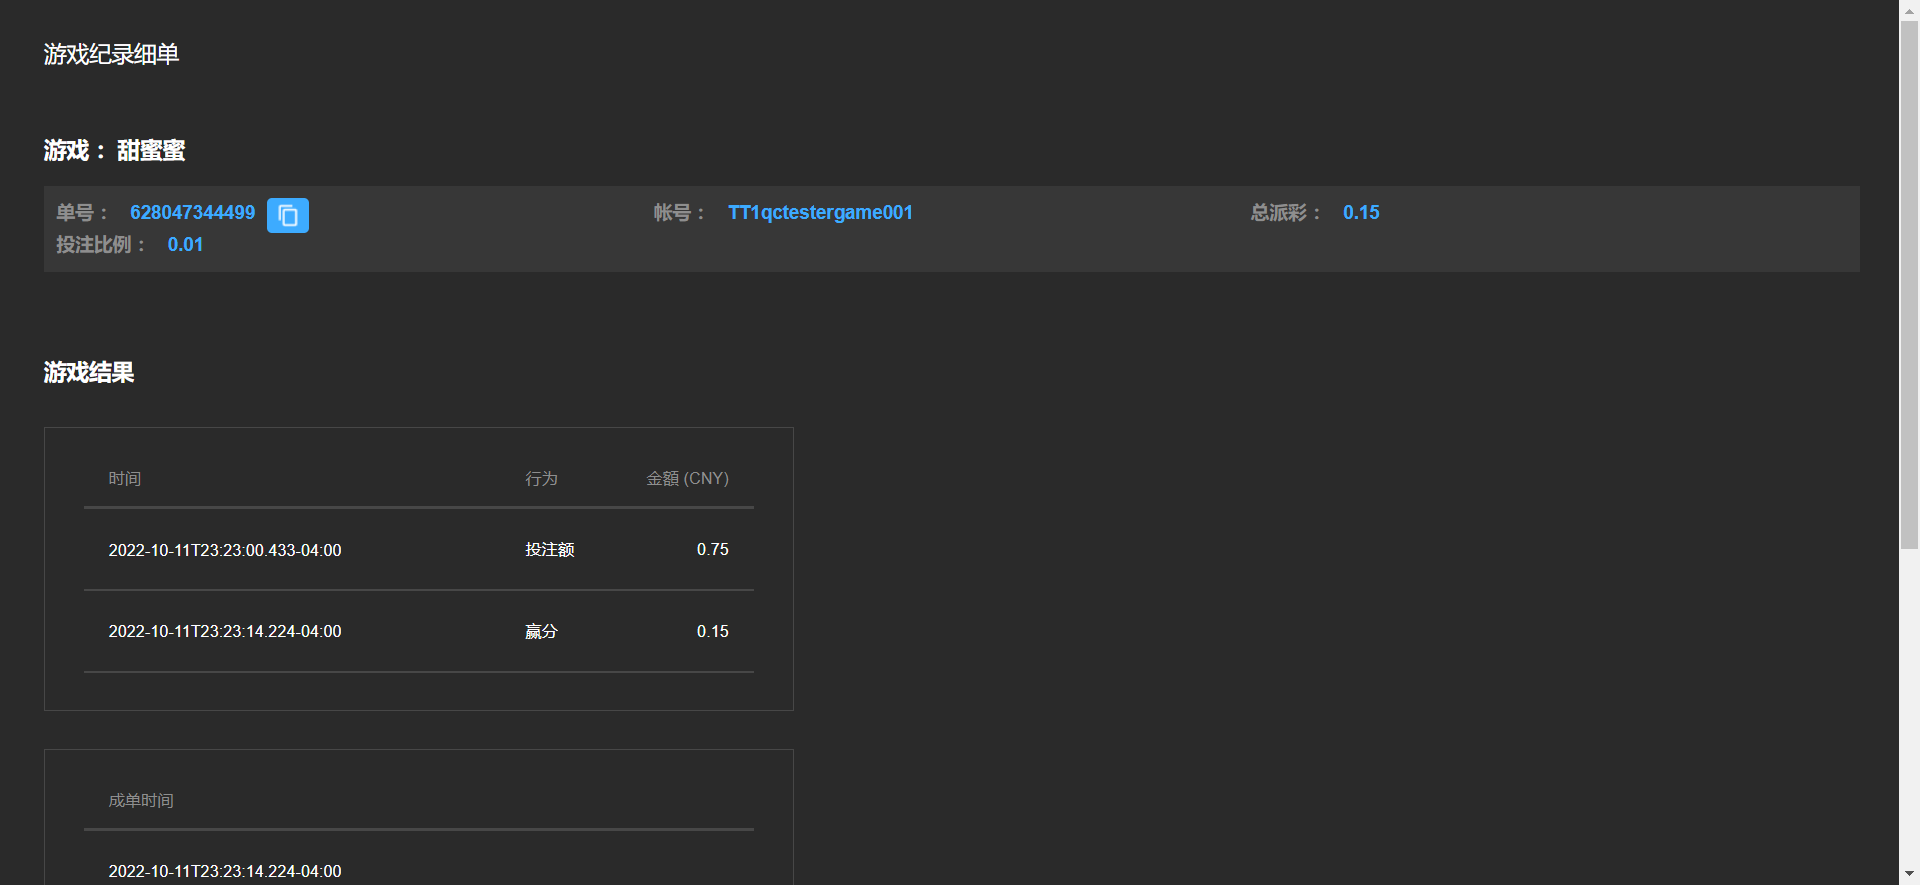 游戏纪录细单
游戏： 甜蜜蜜
单号： 628047344499 帐号： TT1qctestergame001 总派彩： 0.15
投注比例： 0.01
游戏结果
时间 行为 金額 (CNY)
2022-10-11T23:23:00.433-04:00 投注额 0.75
2022-10-11T23:23:14.224-04:00 赢分 0.15
成单时间
2022-10-11T23:23:14.224-04:00